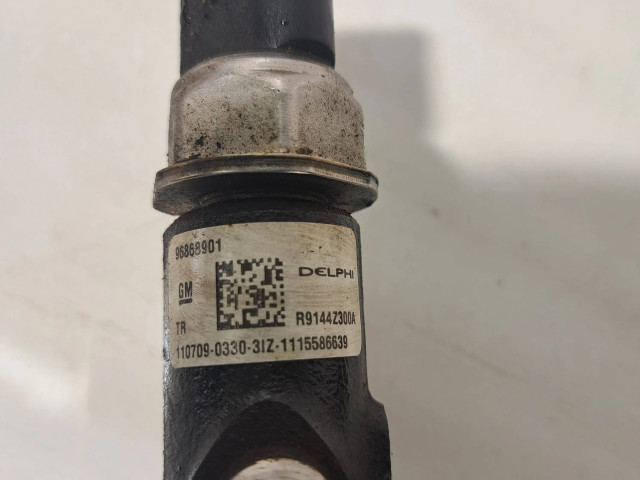 96868901
GM
DELPHI
TR
R9144Z300A
110709-0330-3IZ-1115586639